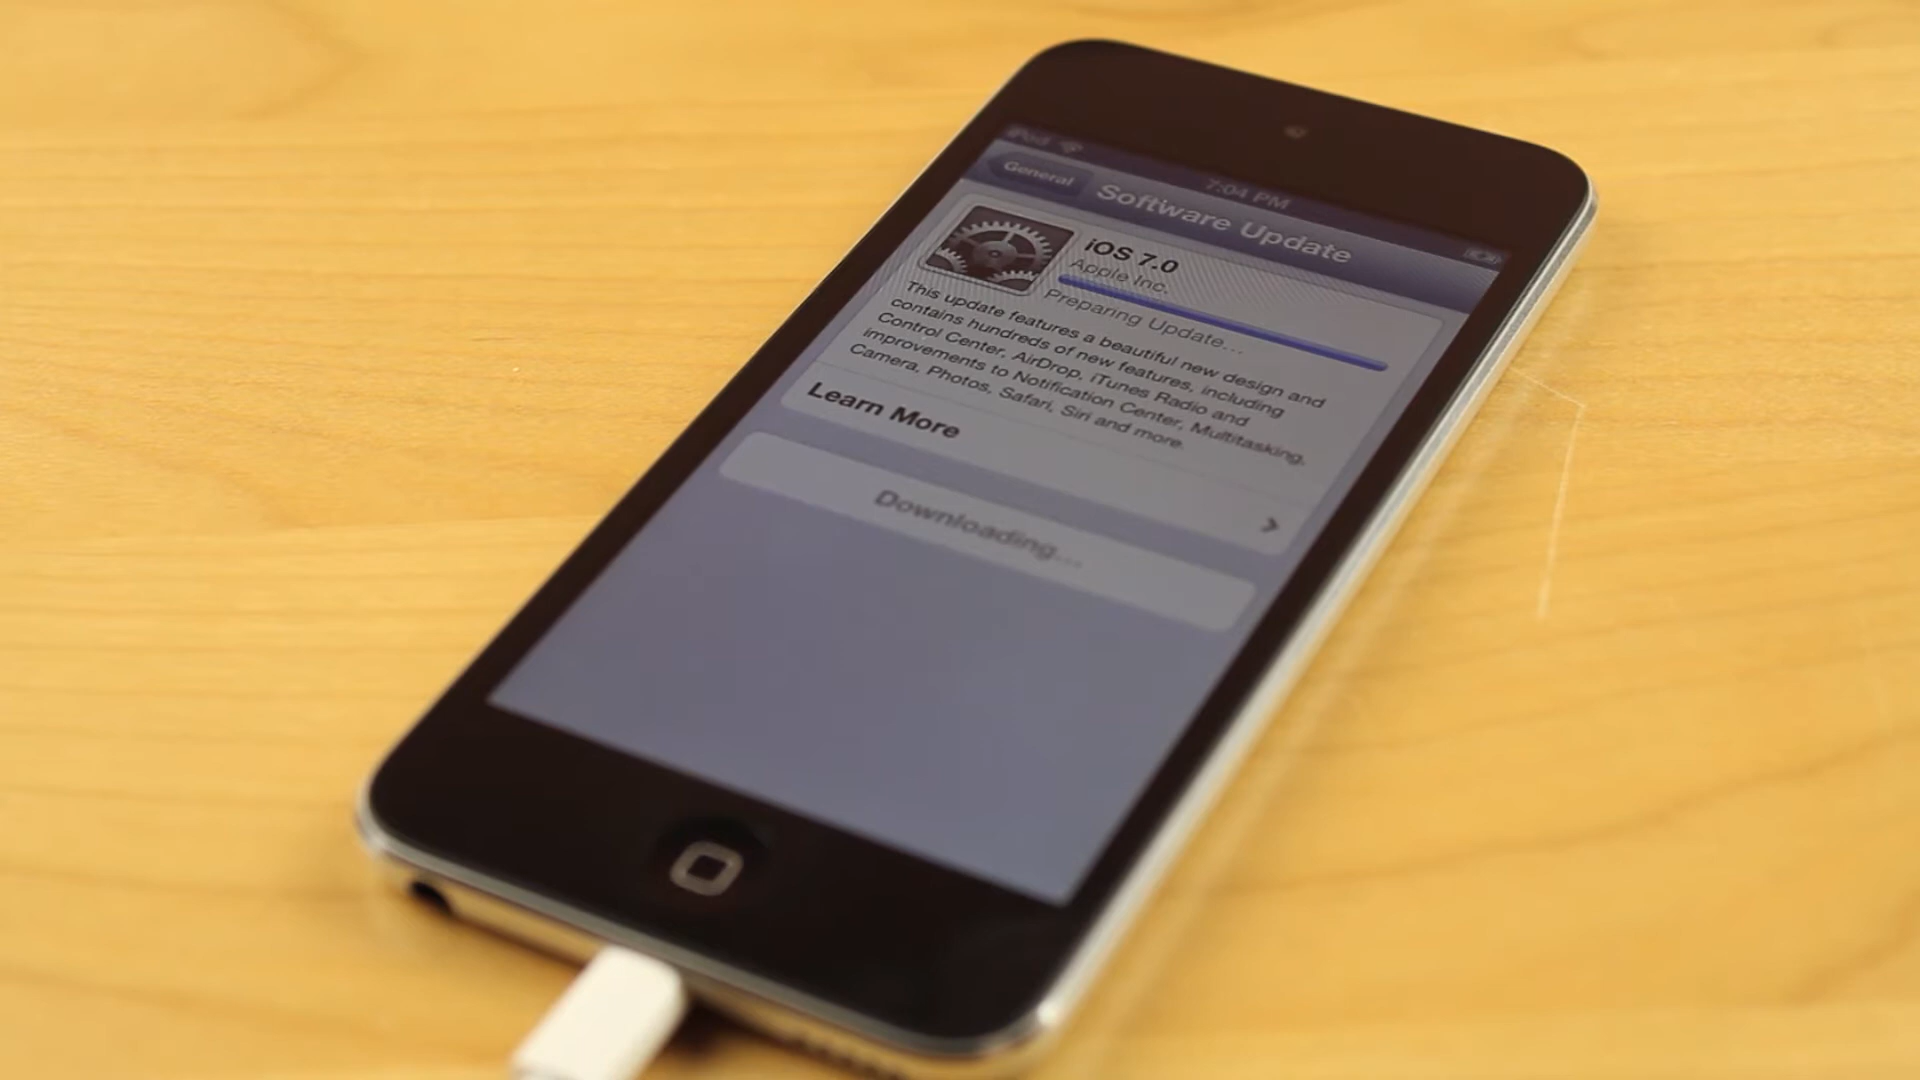 iPod
7:04 PM
General
Software Update
iOS 7.0
Apple Inc.
Preparing Update...
This update features a beautiful new design and
contains hundreds of new features, including
Control Center, AirDrop, iTunes Radio and
improvements to Notification Center, Multitasking,
Camera, Photos, Safari, Siri and more.
Learn More
Downloading...